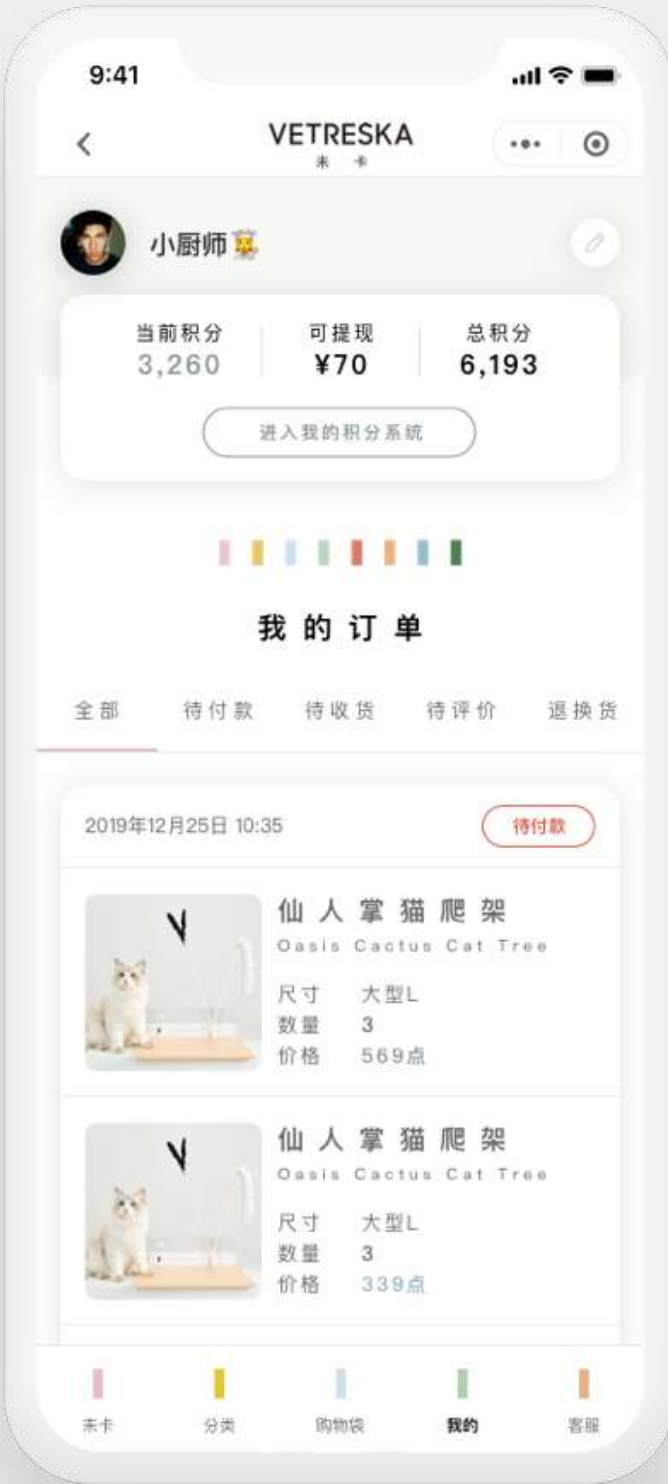 9:41
VETRESKA
未卡
小厨师
当前积分 可提现 总积分
3,260 ¥70 6,193
进入我的积分系统
我的订单
全部 待付款 待收货 待评价 退换货
2019年12月25日 10:35 待付款
仙人掌猫爬架
Oasis Cactus Cat Tree
尺寸 大型L
数量 3
价格 569点
仙人掌猫爬架
Oasis Cactus Cat Tree
尺寸 大型L
数量 3
价格 339点
未卡 分类 购物袋 我的 客服